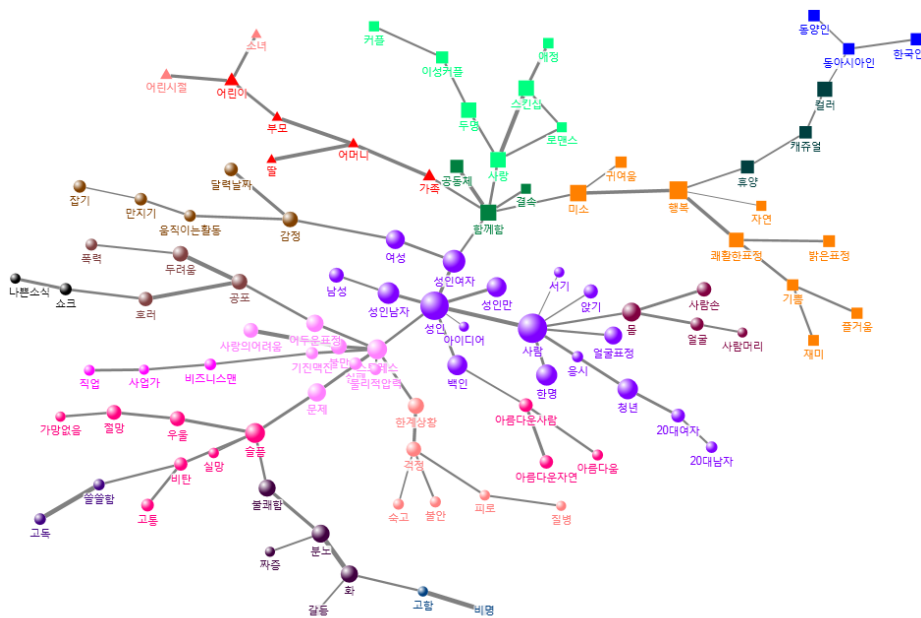 동양인
한국인
동아시아인
소녀
커플
애정
어린시절
어린이
이성커플
스킨십
컬러
부모
두명
로맨스
캐쥬얼
어머니
딸
사랑
휴양
달력날짜
가족
공동체
결속
귀여움
미소
행복
자연
잡기
만지기
움직이는활동
감정
함께함
쾌활한표정
밝은표정
폭력
두려움
여성
성인여자
나쁜소식
쇼크
호러
공포
남성
성인남자
성인만
서기
앉기
사람손
기쁨
즐거움
성인
아이디어
사람
얼굴표정
몸
얼굴
사람머리
재미
사랑의어려움
어두운표정
불만
스트레스
물리적압력
기진맥진
직업
사업가
비즈니스맨
백인
한명
응시
청년
문제
가망없음
절망
우울
슬픔
한계상황
아름다운사람
20대여자
실망
비탄
걱정
아름다운자연
아름다움
20대남자
쓸쓸함
고독
고통
불쾌함
숙고
불안
피로
질병
분노
짜증
화
갈등
고함
비명